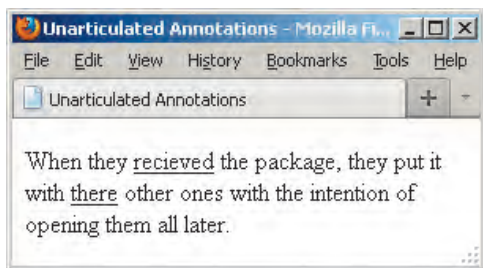 Unarticulated Annotations - Mozilla Fi...
File Edit View History Bookmarks Tools Help
Unarticulated Annotations
When they recieved the package, they put it
with there other ones with the intention of
opening them all later.